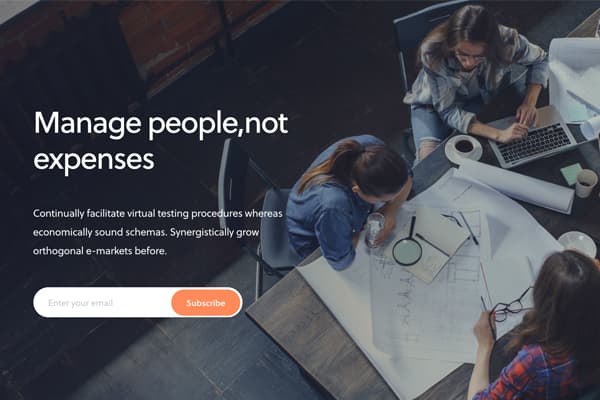 Manage people,not
expenses
Continually facilitate virtual testing procedures whereas
economically sound schemas. Synergistically grow
orthogonal e-markets before.
Enter your email
Subscribe